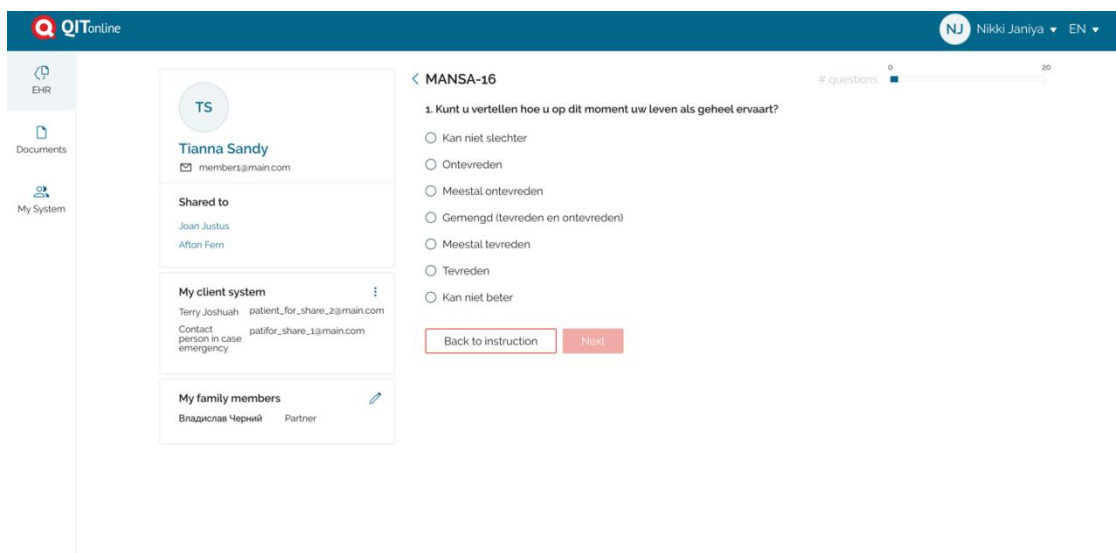 QITonline
NJ Nikki Janiya EN
EHR
Documents
My System
TS
Tianna Sandy
member1@main.com
Shared to
Joan Justus
Afton Fern
My client system
Terry Joshuah patient_for_share_2@main.com
Contact patifor_share_1@main.com
person in case
emergency
My family members
Владислав Черний Partner
MANSA-16
# questions 0 20
1. Kunt u vertellen hoe u op dit moment uw leven als geheel ervaart?
Kan niet slechter
Ontevreden
Meestal ontevreden
Gemengd (tevreden en ontevreden)
Meestal tevreden
Tevreden
Kan niet beter
Back to instruction Next